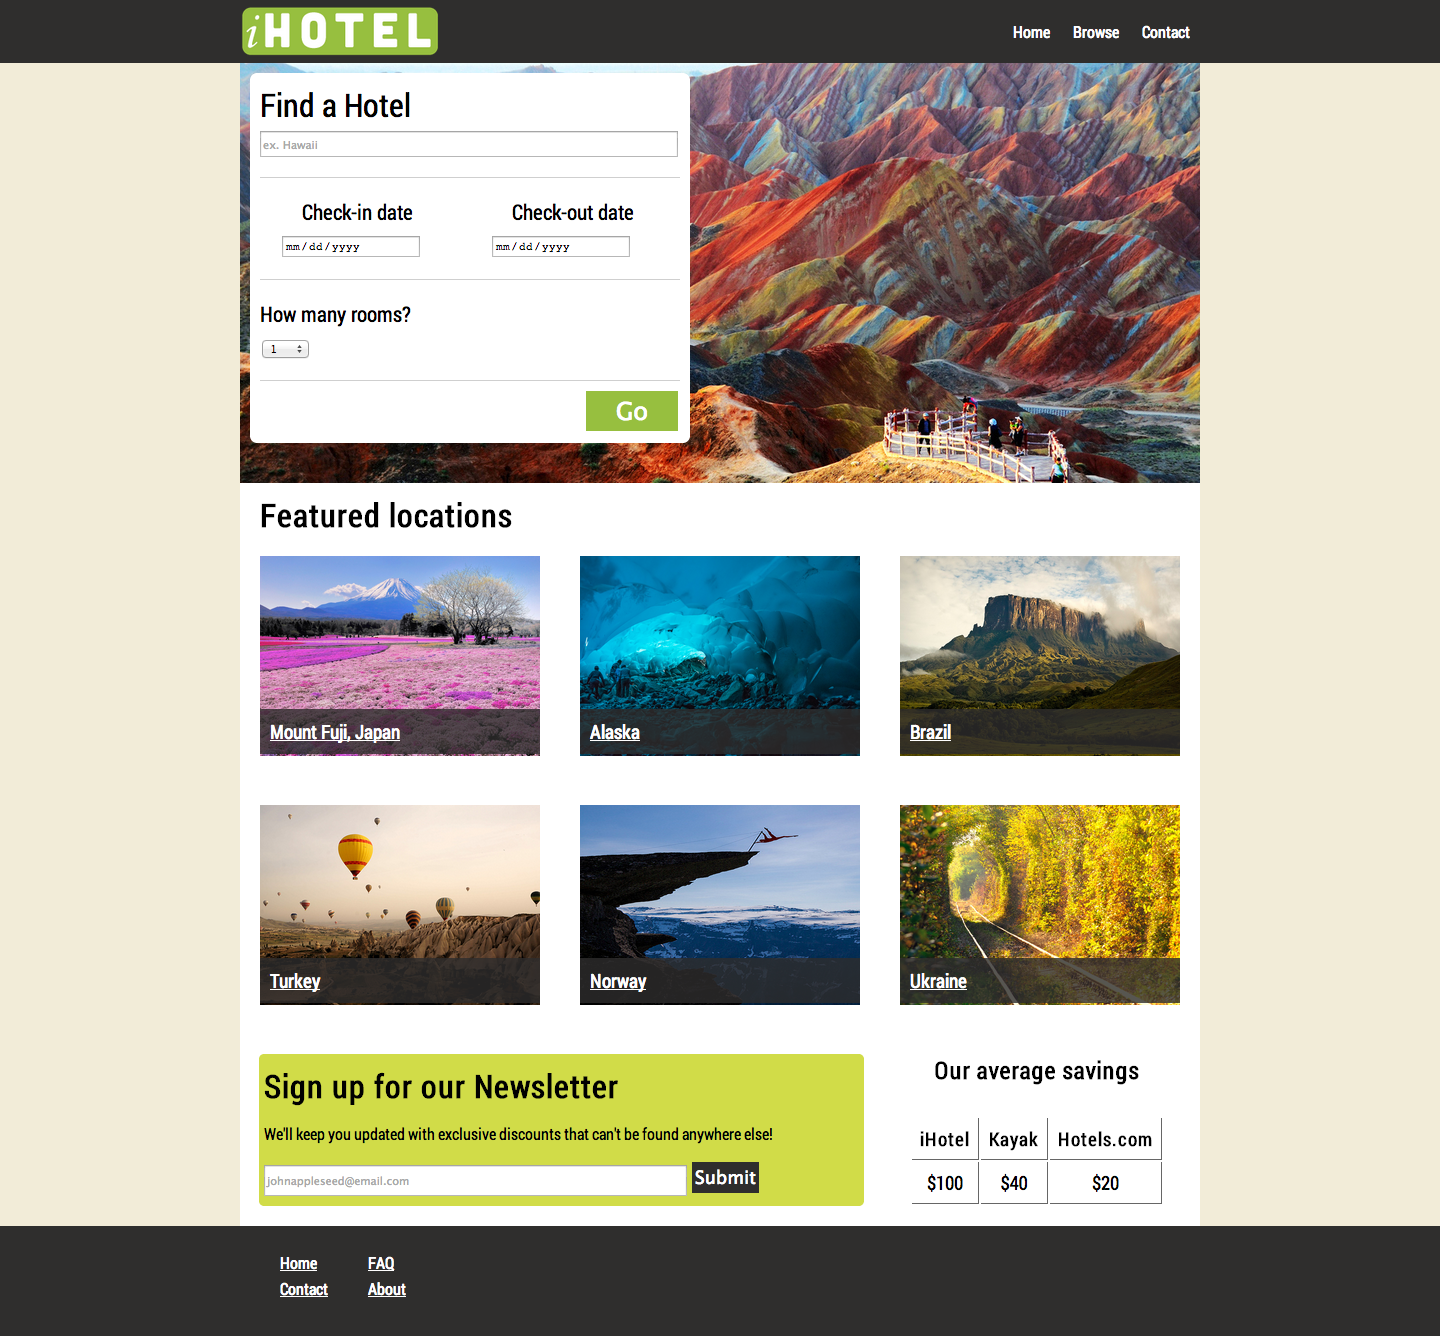 iHOTEL
Home Browse Contact
Find a Hotel
ex. Hawaii
Check-in date Check-out date
mm/dd/yyyy mm/dd/yyyy
How many rooms?
1
Go
Featured locations
Mount Fuji, Japan Alaska Brazil
Turkey Norway Ukraine
Sign up for our Newsletter
We'll keep you updated with exclusive discounts that can't be found anywhere else!
johnappleseed@email.com Submit
Our average savings
iHotel Kayak Hotels.com
$100 $40 $20
Home FAQ
Contact About